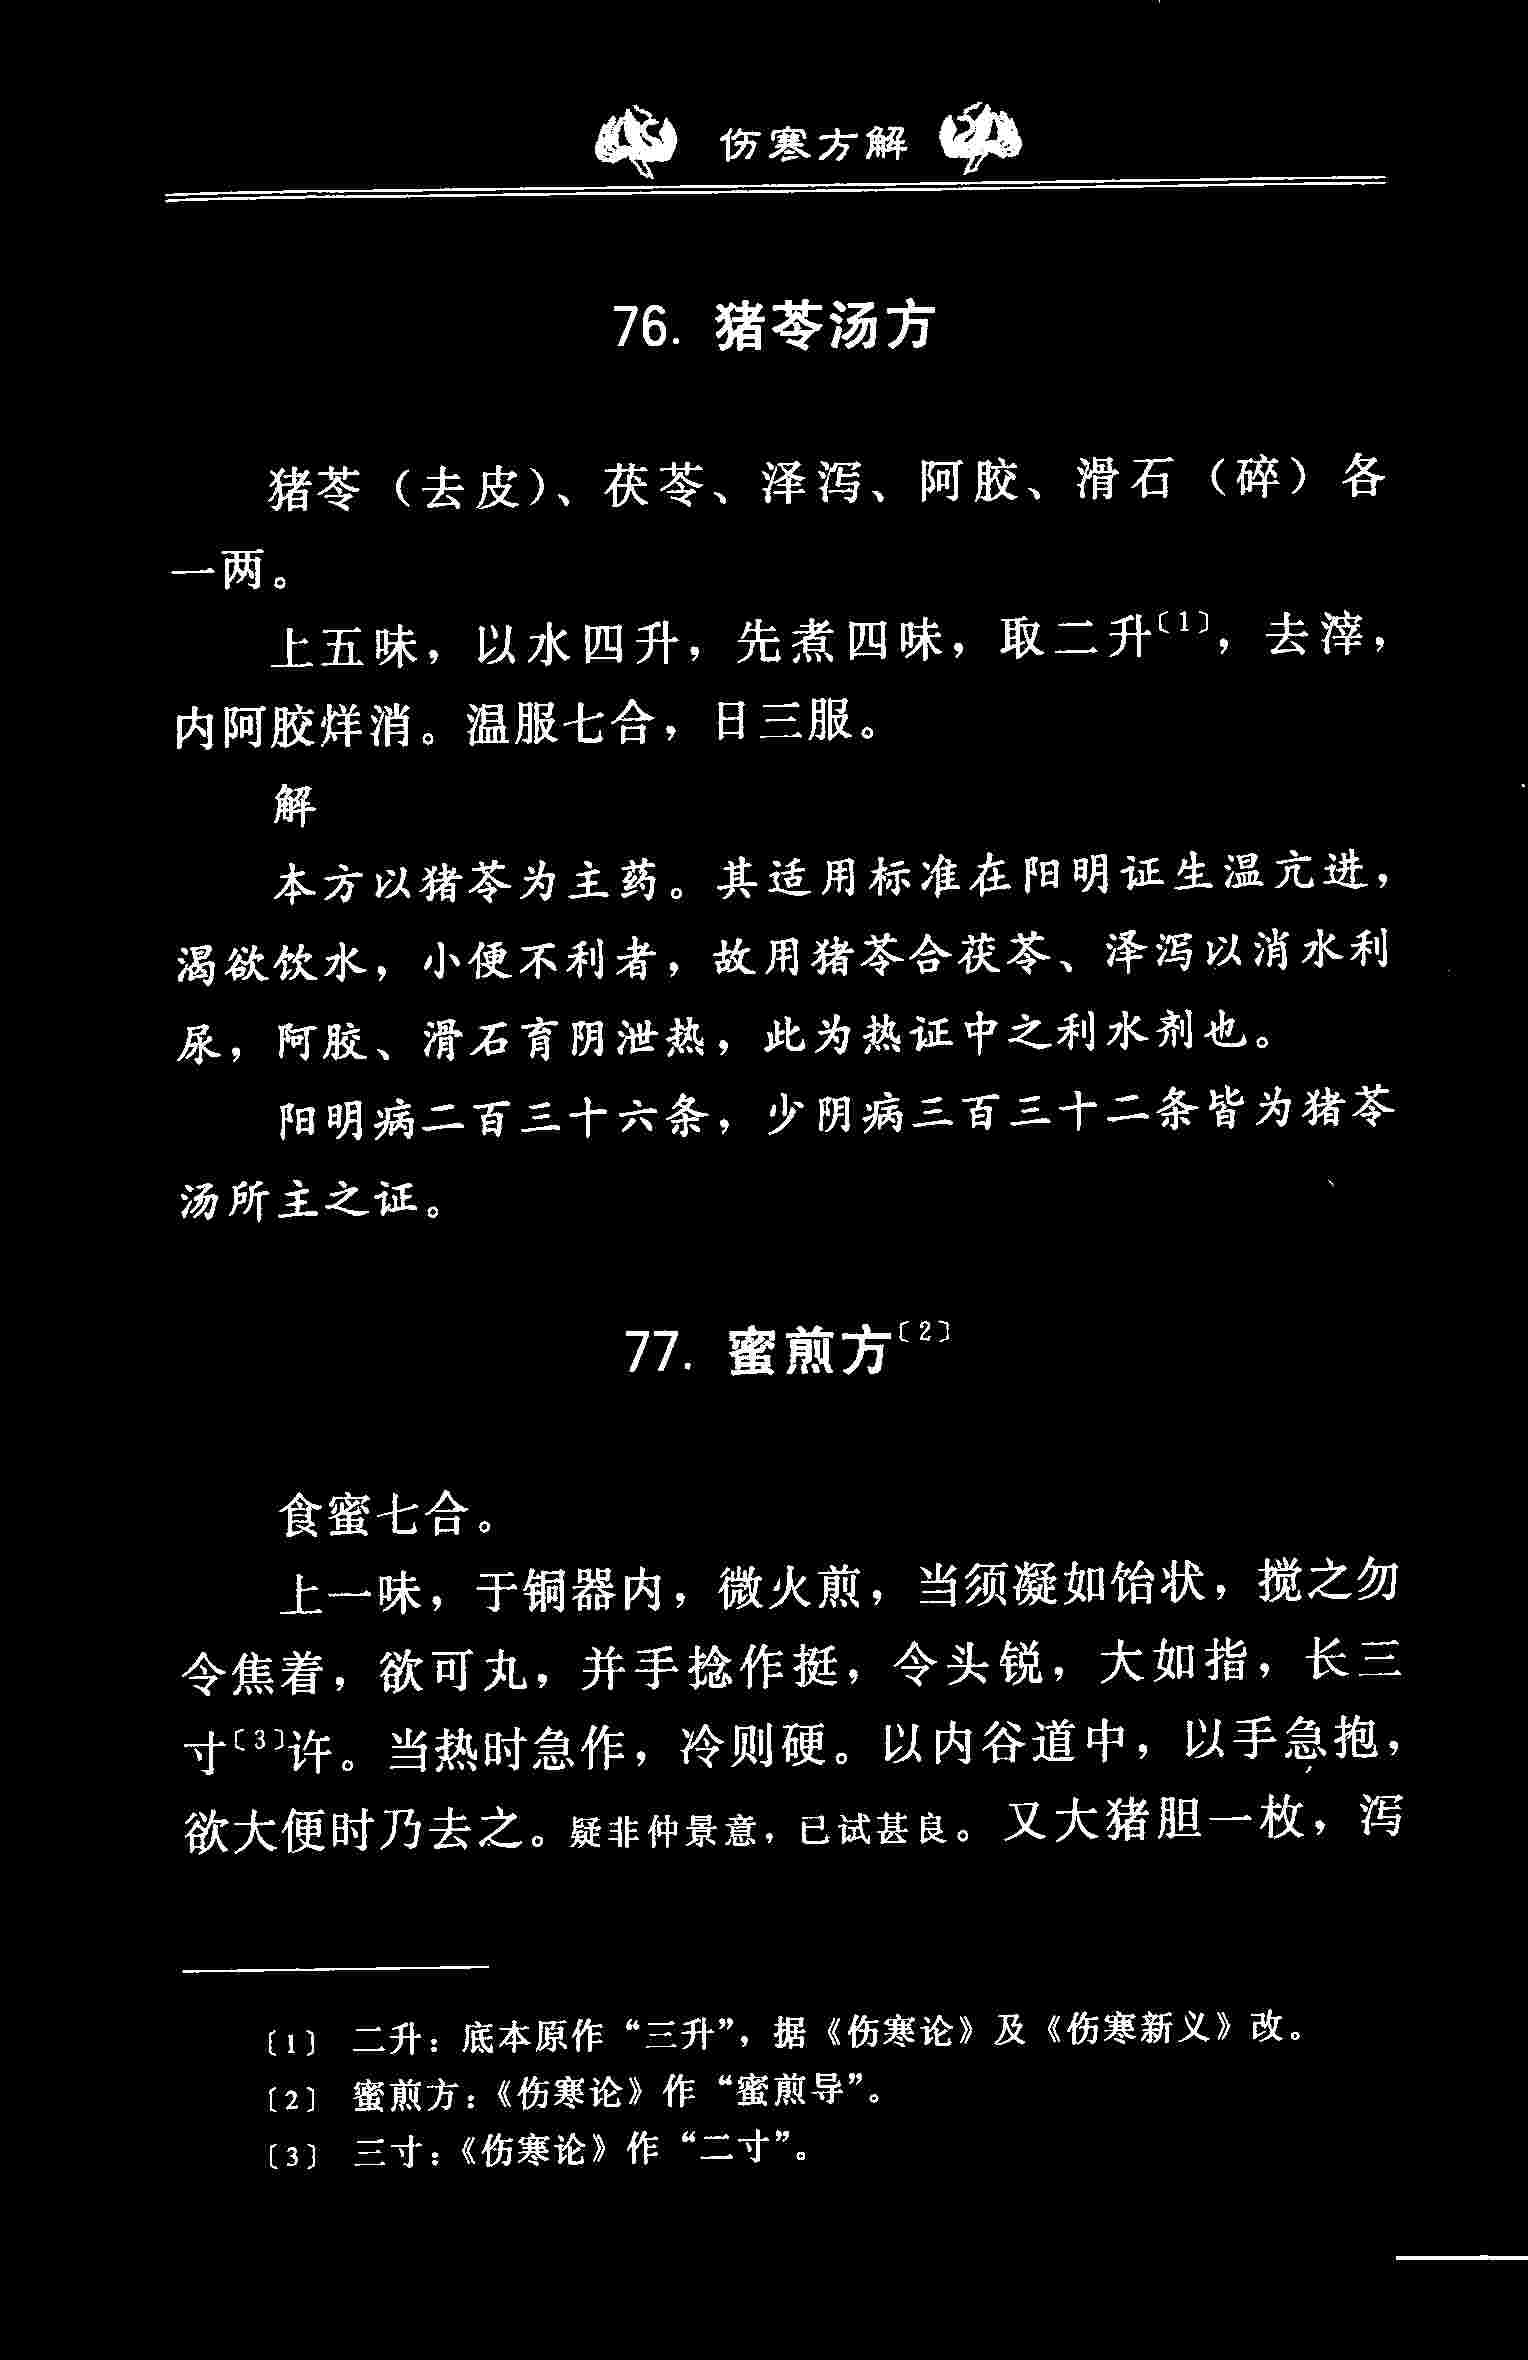 伤寒方解
76. 猪苓汤方
猪苓（去皮）、茯苓、泽泻、阿胶、滑石（碎）各
一两。
上五味，以水四升，先煮四味，取二升〔1〕，去滓，
内阿胶烊消。温服七合，日三服。
解
本方以猪苓为主药。其适用标准在阳明证生温亢进，
渴欲饮水，小便不利者，故用猪苓合茯苓、泽泻以消水利
尿，阿胶、滑石育阴泄热，此为热证中之利水剂也。
阳明病二百三十六条，少阴病三百三十二条皆为猪苓
汤所主之证。
77. 蜜煎方〔2〕
食蜜七合。
上一味，于铜器内，微火煎，当须凝如饴状，搅之勿
令焦着，欲可丸，并手捻作挺，令头锐，大如指，长三
寸〔3〕许。当热时急作，冷则硬。以内谷道中，以手急抱，
欲大便时乃去之。疑非仲景意，已试甚良。又大猪胆一枚，泻
〔1〕 二升：底本原作“三升”，据《伤寒论》及《伤寒新义》改。
〔2〕 蜜煎方：《伤寒论》作“蜜煎导”。
〔3〕 三寸：《伤寒论》作“二寸”。